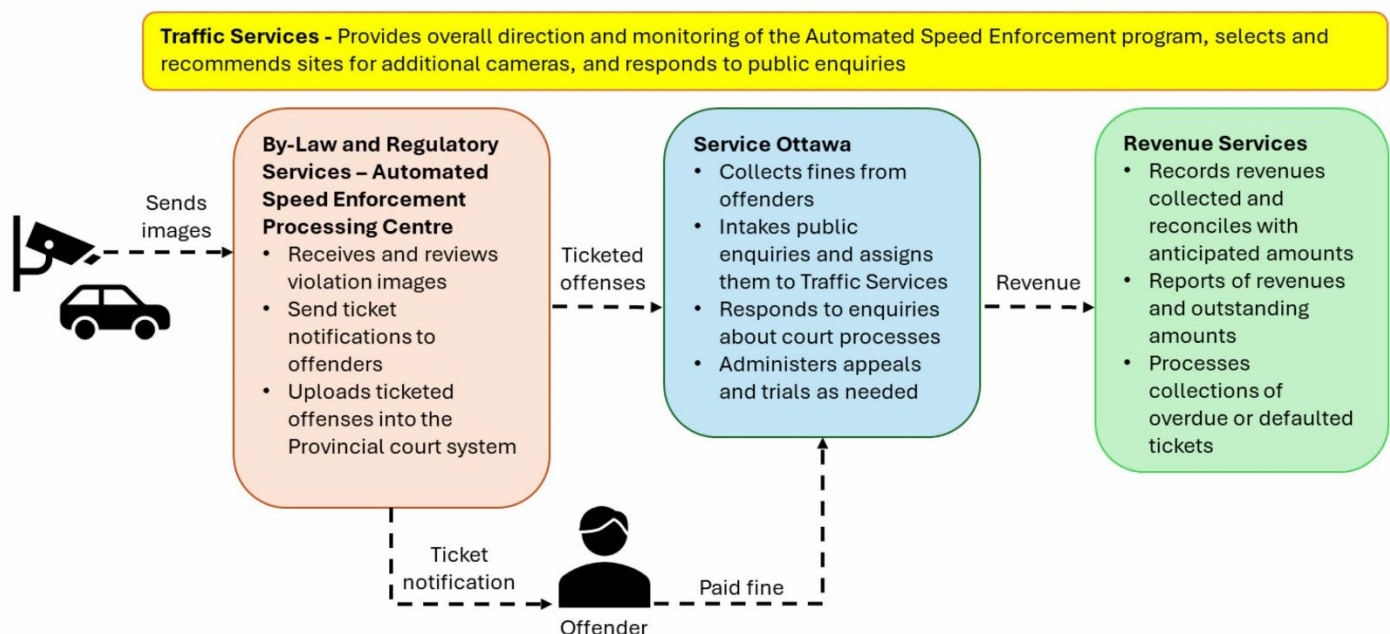 Traffic Services - Provides overall direction and monitoring of the Automated Speed Enforcement program, selects and
recommends sites for additional cameras, and responds to public enquiries
Sends
images
By-Law and Regulatory
Services – Automated
Speed Enforcement
Processing Centre
• Receives and reviews
violation images
• Send ticket
notifications to
offenders
• Uploads ticketed
offenses into the
Provincial court system
Ticketed
offenses
Service Ottawa
• Collects fines from
offenders
• Intakes public
enquiries and assigns
them to Traffic Services
• Responds to enquiries
about court processes
• Administers appeals
and trials as needed
Revenue
Revenue Services
• Records revenues
collected and
reconciles with
anticipated amounts
• Reports of revenues
and outstanding
amounts
• Processes
collections of
overdue or defaulted
tickets
Ticket
notification
Offender
Paid fine